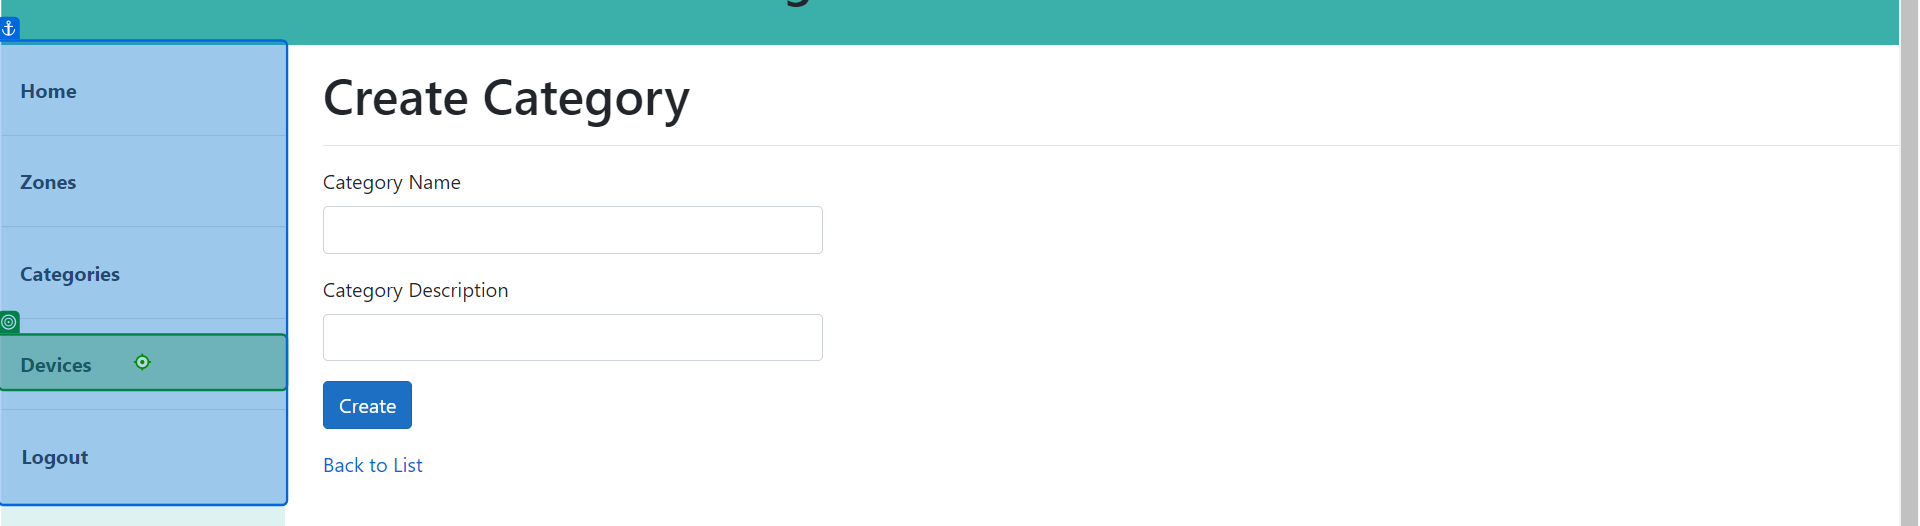 Home
Zones
Categories
Devices
Logout
Create Category
Category Name
Category Description
Create
Back to List